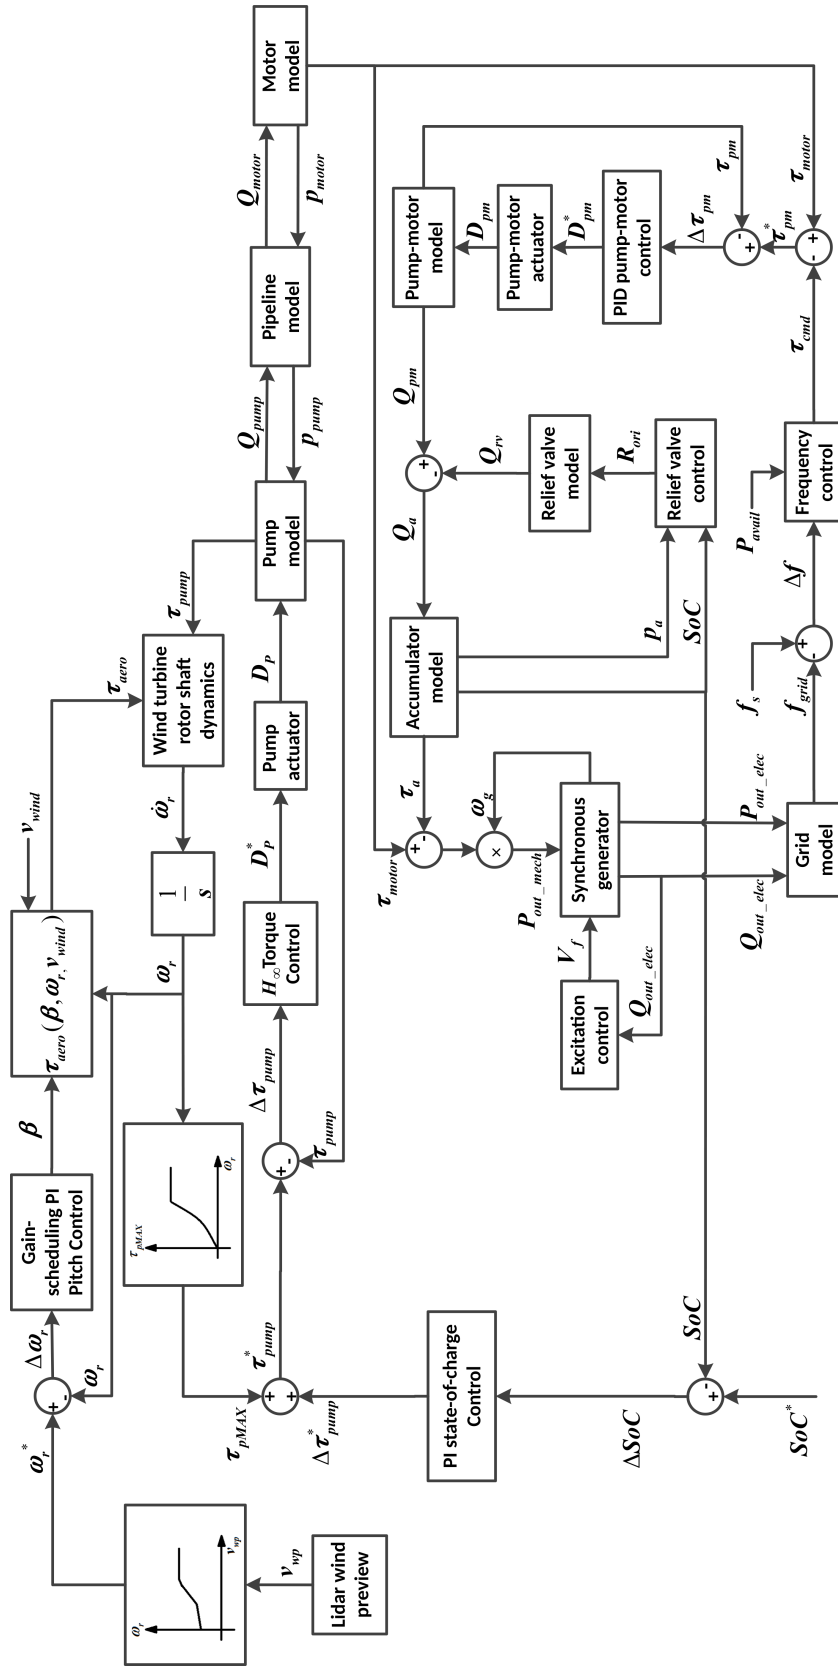 v_wind
Gain-
scheduling PI
Pitch Control
β
τ_aero(β, ω_r, v_wind)
τ_aero
ω_r^*
Δω_r
ω_r
ω_r
1
s
ω̇_r
Wind turbine
rotor shaft
dynamics
τ_pump
ω_r
v_wp
τ_pMAX
ω_r
v_wp
Lidar wind
preview
τ_pMAX
Δτ_pump^*
τ_pump^*
τ_pump
Δτ_pump
H∞ Torque
Control
D_P^*
Pump
actuator
D_P
Pump
model
Q_pump
p_pump
Pipeline
model
Q_motor
p_motor
Motor
model
PI state-of-charge
Control
ΔSoC
SoC
SoC^*
τ_motor
τ_a
Accumulator
model
Q_a
Q_pm
Pump-motor
model
ω_g
P_out_mech
Excitation
control
V_f
Synchronous
generator
Q_out_elec
p_a
SoC
Q_rv
Relief valve
model
R_ori
Relief valve
control
D_pm
Pump-motor
actuator
D_pm^*
PID pump-motor
control
Δτ_pm
τ_pm
τ_pm^*
τ_motor
Q_out_elec
P_out_elec
Grid
model
f_grid
f_s
Δf
P_avail
Frequency
control
τ_cmd
+
-
+
+
+
-
+
-
+
-
×
+
-
+
-
+
-
+
-